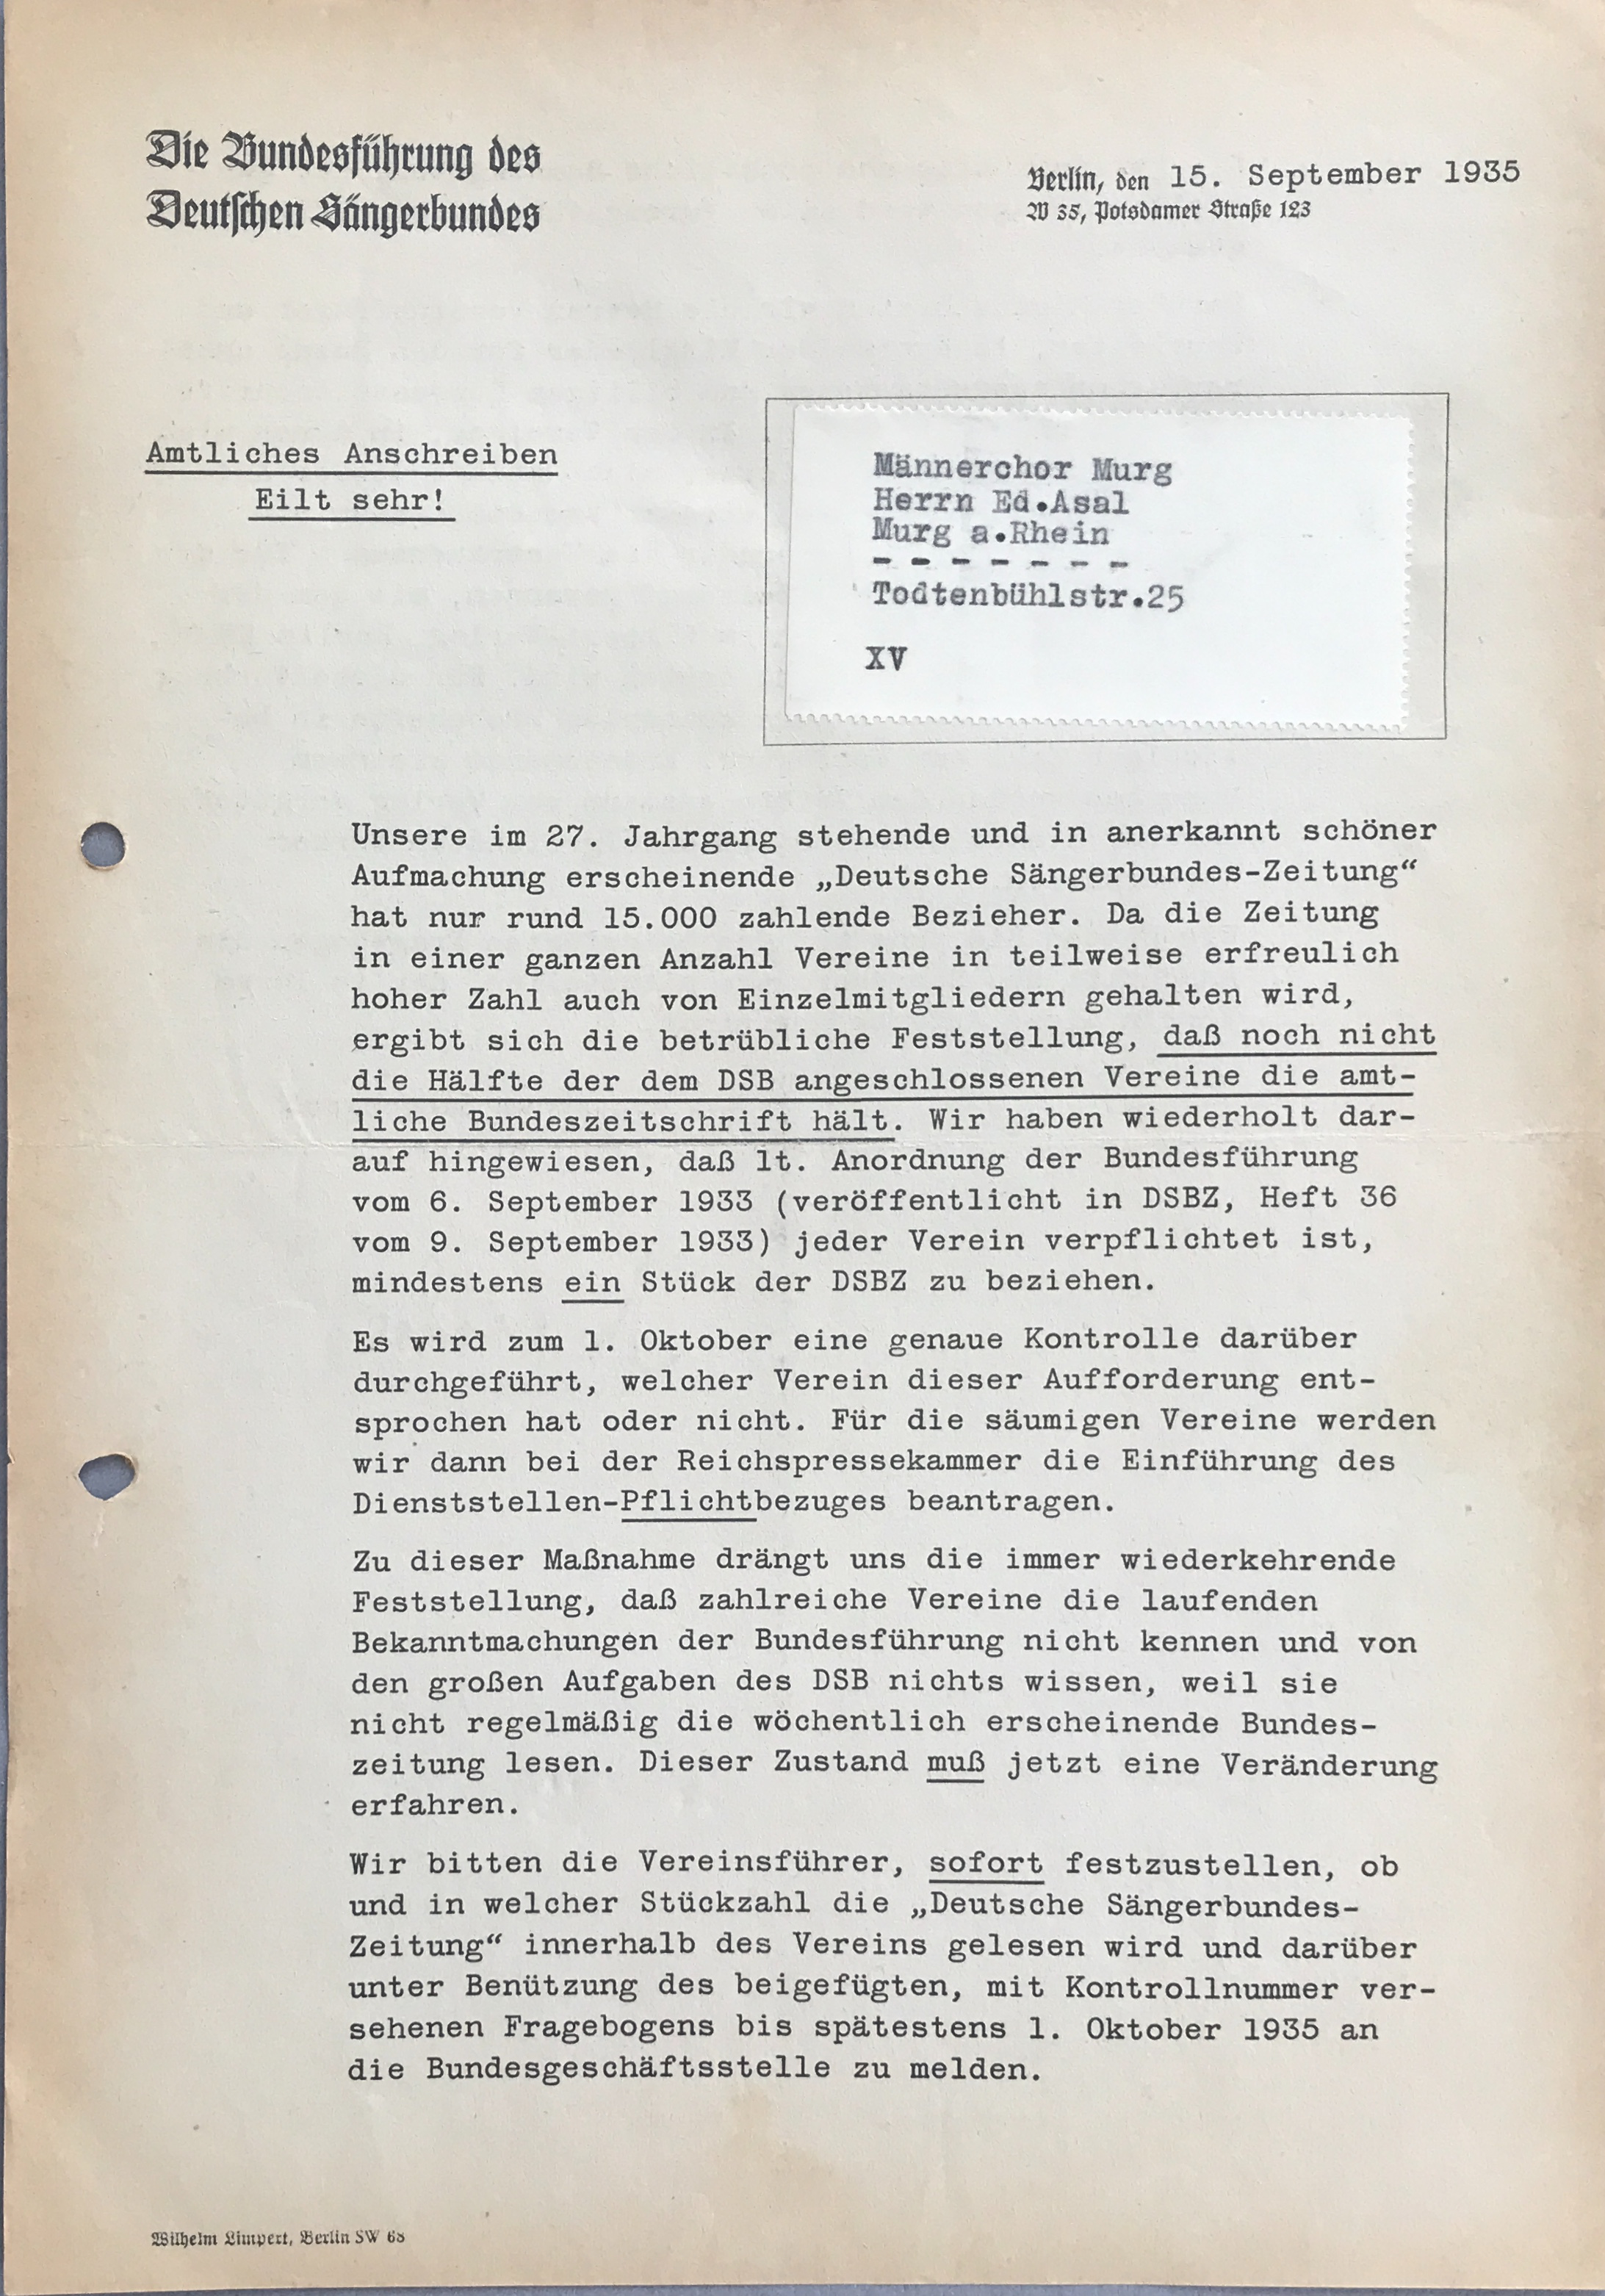 Die Bundesführung des
Deutschen Sängerbundes
Berlin, den 15. September 1935
W 35, Potsdamer Straße 123
Amtliches Anschreiben
Eilt sehr!
Männerchor Murg
Herrn Ed.Asal
Murg a.Rhein
- - - - - - -
Todtenbühlstr.25
XV
Unsere im 27. Jahrgang stehende und in anerkannt schöner
Aufmachung erscheinende „Deutsche Sängerbundes-Zeitung“
hat nur rund 15.000 zahlende Bezieher. Da die Zeitung
in einer ganzen Anzahl Vereine in teilweise erfreulich
hoher Zahl auch von Einzelmitgliedern gehalten wird,
ergibt sich die betrübliche Feststellung, daß noch nicht
die Hälfte der dem DSB angeschlossenen Vereine die amt-
liche Bundeszeitschrift hält. Wir haben wiederholt dar-
auf hingewiesen, daß lt. Anordnung der Bundesführung
vom 6. September 1933 (veröffentlicht in DSBZ, Heft 36
vom 9. September 1933) jeder Verein verpflichtet ist,
mindestens ein Stück der DSBZ zu beziehen.
Es wird zum 1. Oktober eine genaue Kontrolle darüber
durchgeführt, welcher Verein dieser Aufforderung ent-
sprochen hat oder nicht. Für die säumigen Vereine werden
wir dann bei der Reichspressekammer die Einführung des
Dienststellen-Pflichtbezuges beantragen.
Zu dieser Maßnahme drängt uns die immer wiederkehrende
Feststellung, daß zahlreiche Vereine die laufenden
Bekanntmachungen der Bundesführung nicht kennen und von
den großen Aufgaben des DSB nichts wissen, weil sie
nicht regelmäßig die wöchentlich erscheinende Bundes-
zeitung lesen. Dieser Zustand muß jetzt eine Veränderung
erfahren.
Wir bitten die Vereinsführer, sofort festzustellen, ob
und in welcher Stückzahl die „Deutsche Sängerbundes-
Zeitung“ innerhalb des Vereins gelesen wird und darüber
unter Benützung des beigefügten, mit Kontrollnummer ver-
sehenen Fragebogens bis spätestens 1. Oktober 1935 an
die Bundesgeschäftsstelle zu melden.
Wilhelm Limpert, Berlin SW 68